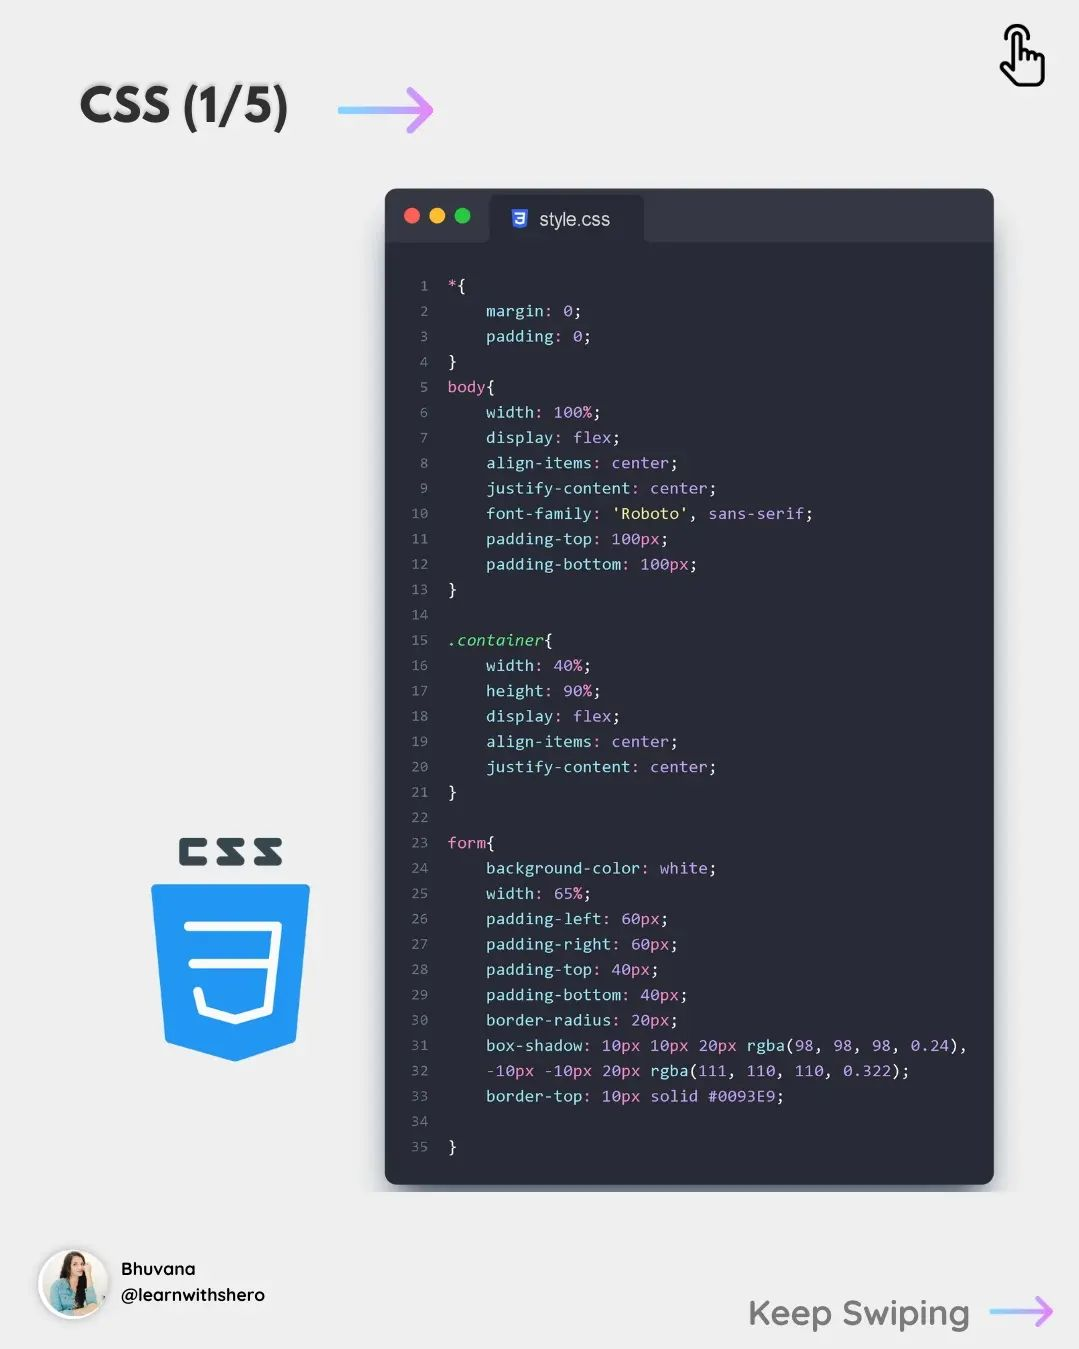 CSS (1/5)
style.css
1 *{
2 margin: 0;
3 padding: 0;
4 }
5 body{
6 width: 100%;
7 display: flex;
8 align-items: center;
9 justify-content: center;
10 font-family: 'Roboto', sans-serif;
11 padding-top: 100px;
12 padding-bottom: 100px;
13 }
14
15 .container{
16 width: 40%;
17 height: 90%;
18 display: flex;
19 align-items: center;
20 justify-content: center;
21 }
22
23 form{
24 background-color: white;
25 width: 65%;
26 padding-left: 60px;
27 padding-right: 60px;
28 padding-top: 40px;
29 padding-bottom: 40px;
30 border-radius: 20px;
31 box-shadow: 10px 10px 20px rgba(98, 98, 98, 0.24),
32 -10px -10px 20px rgba(111, 110, 110, 0.322);
33 border-top: 10px solid #0093E9;
34
35 }
CSS
3
Bhuvana
@learnwithshero
Keep Swiping